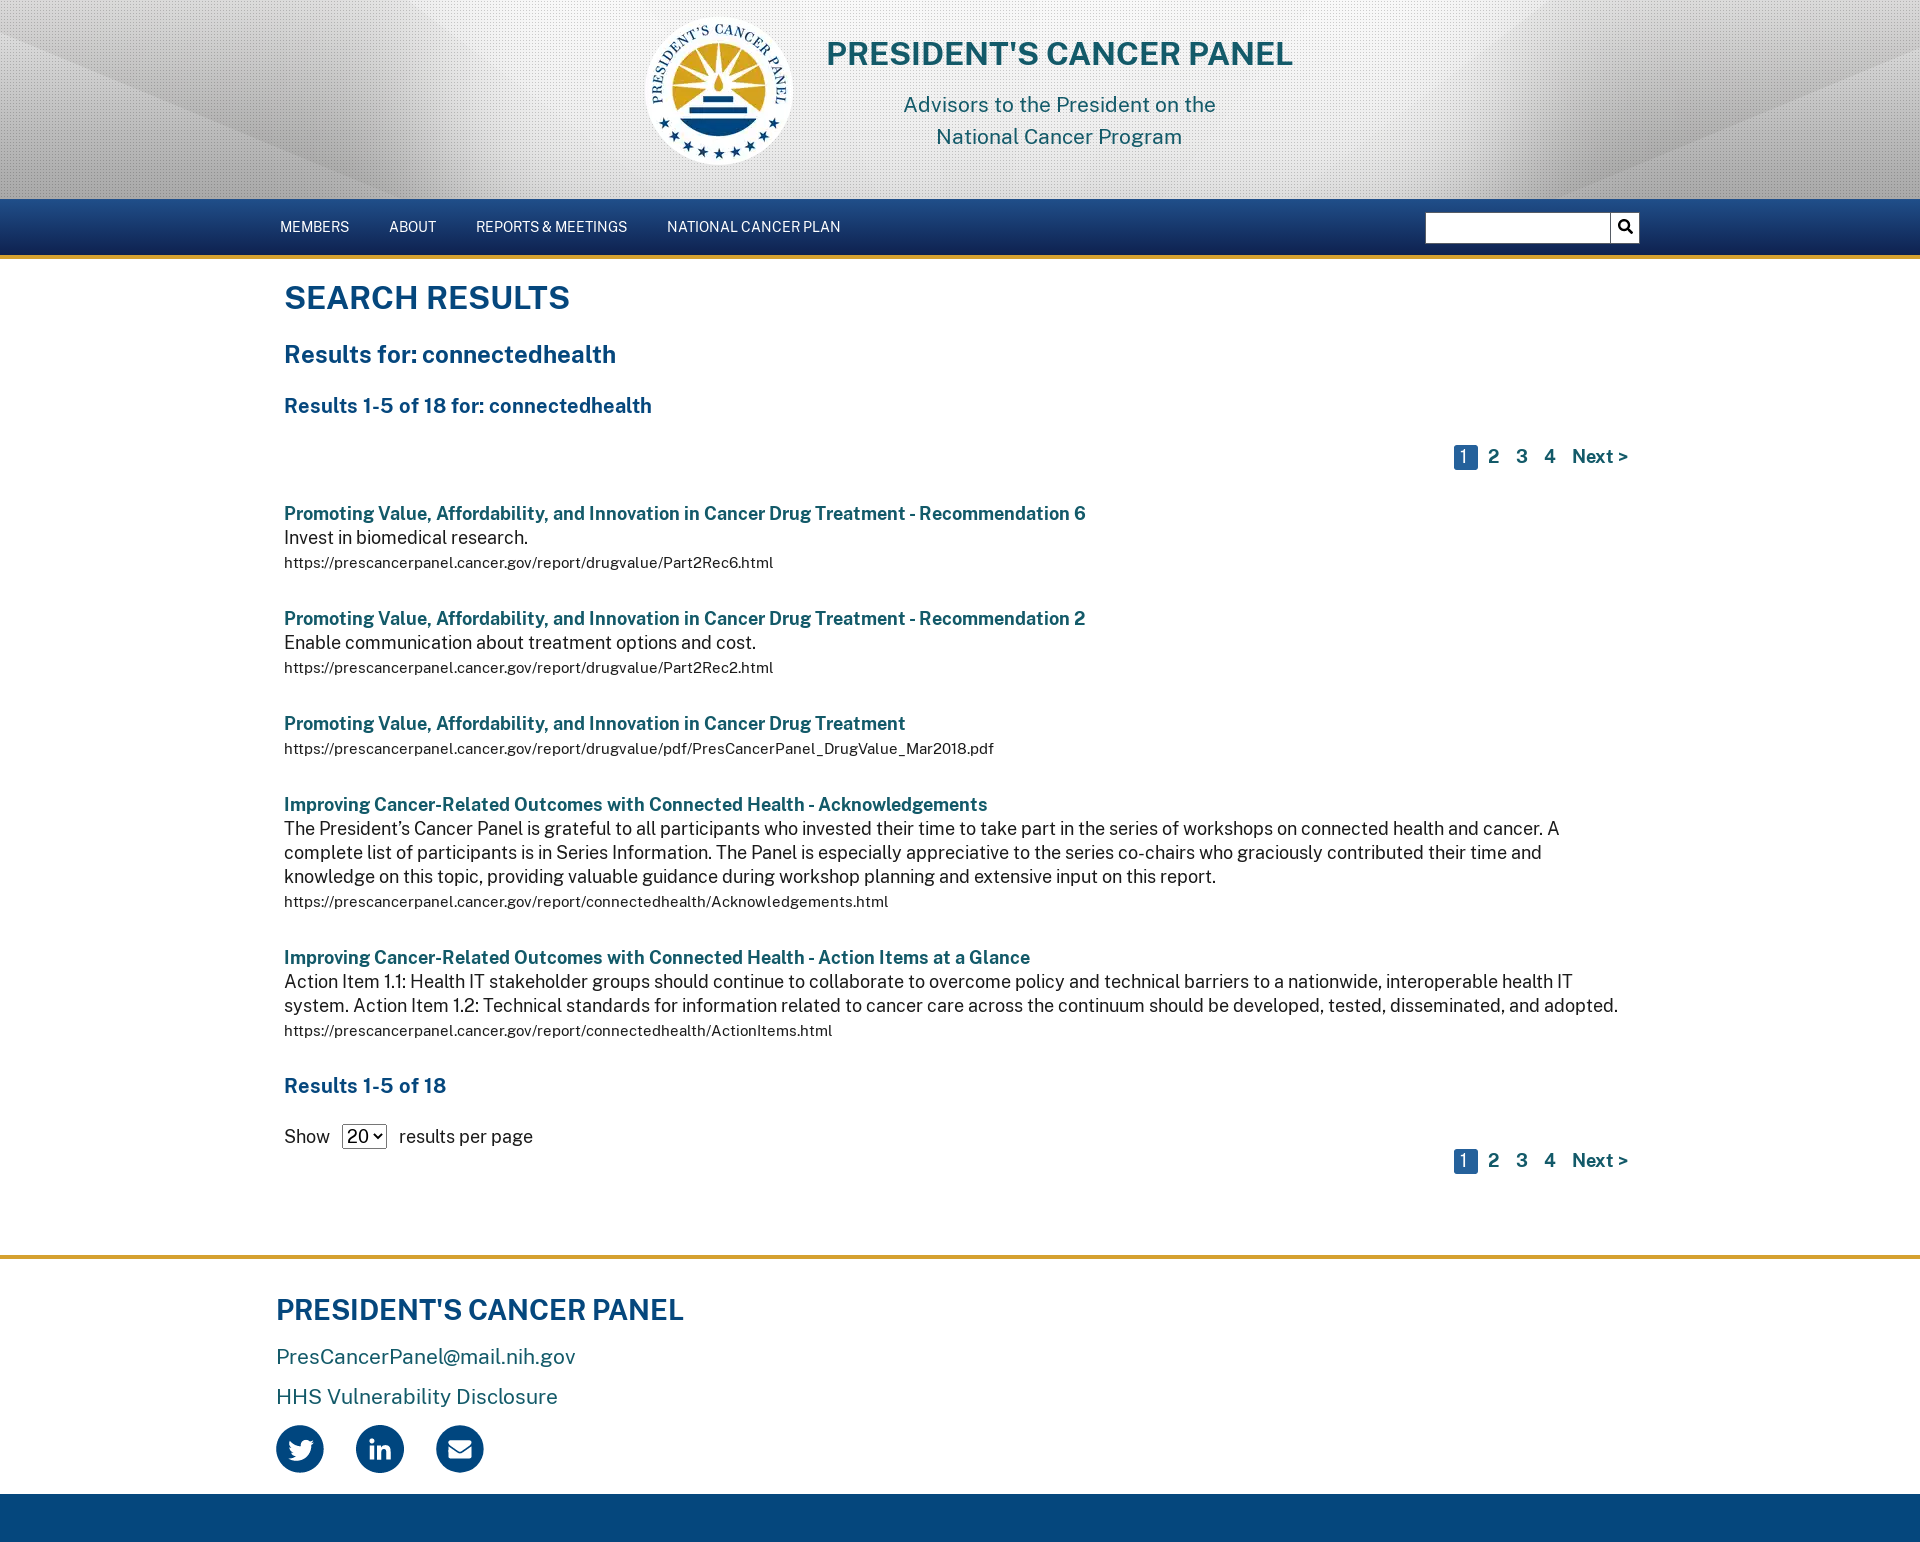 PRESIDENT'S CANCER PANEL
PRESIDENT'S CANCER PANEL
Advisors to the President on the
National Cancer Program
MEMBERS ABOUT REPORTS & MEETINGS NATIONAL CANCER PLAN
SEARCH RESULTS
Results for: connectedhealth
Results 1-5 of 18 for: connectedhealth
1 2 3 4 Next >
Promoting Value, Affordability, and Innovation in Cancer Drug Treatment - Recommendation 6
Invest in biomedical research.
https://prescancerpanel.cancer.gov/report/drugvalue/Part2Rec6.html
Promoting Value, Affordability, and Innovation in Cancer Drug Treatment - Recommendation 2
Enable communication about treatment options and cost.
https://prescancerpanel.cancer.gov/report/drugvalue/Part2Rec2.html
Promoting Value, Affordability, and Innovation in Cancer Drug Treatment
https://prescancerpanel.cancer.gov/report/drugvalue/pdf/PresCancerPanel_DrugValue_Mar2018.pdf
Improving Cancer-Related Outcomes with Connected Health - Acknowledgements
The President’s Cancer Panel is grateful to all participants who invested their time to take part in the series of workshops on connected health and cancer. A
complete list of participants is in Series Information. The Panel is especially appreciative to the series co-chairs who graciously contributed their time and
knowledge on this topic, providing valuable guidance during workshop planning and extensive input on this report.
https://prescancerpanel.cancer.gov/report/connectedhealth/Acknowledgements.html
Improving Cancer-Related Outcomes with Connected Health - Action Items at a Glance
Action Item 1.1: Health IT stakeholder groups should continue to collaborate to overcome policy and technical barriers to a nationwide, interoperable health IT
system. Action Item 1.2: Technical standards for information related to cancer care across the continuum should be developed, tested, disseminated, and adopted.
https://prescancerpanel.cancer.gov/report/connectedhealth/ActionItems.html
Results 1-5 of 18
Show 20 results per page
1 2 3 4 Next >
PRESIDENT'S CANCER PANEL
PresCancerPanel@mail.nih.gov
HHS Vulnerability Disclosure